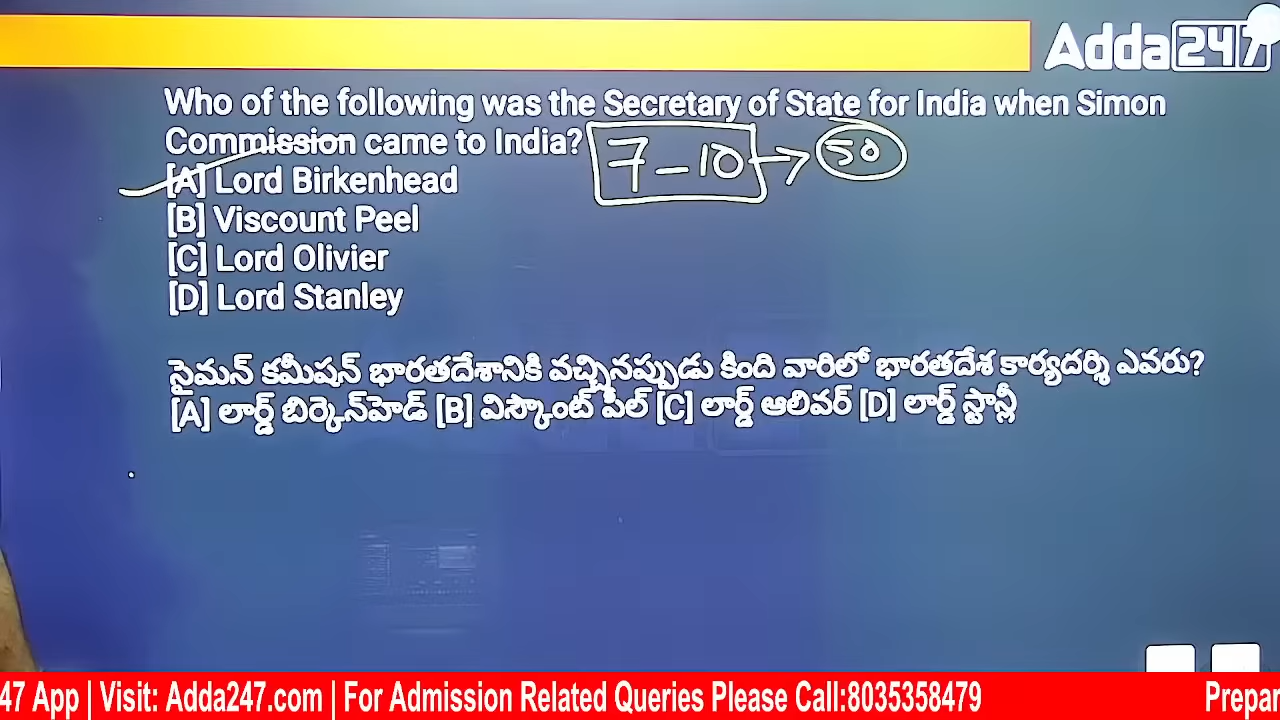 Adda247
Who of the following was the Secretary of State for India when Simon
Commission came to India? 7-10 → 50
[A] Lord Birkenhead
[B] Viscount Peel
[C] Lord Olivier
[D] Lord Stanley
సైమన్ కమీషన్ భారతదేశానికి వచ్చినప్పుడు కింది వారిలో భారతదేశ కార్యదర్శి ఎవరు?
[A] లార్డ్ బిర్కెన్‌హెడ్ [B] విస్కౌంట్ పీల్ [C] లార్డ్ ఆలివర్ [D] లార్డ్ స్టాన్లీ
47 App | Visit: Adda247.com | For Admission Related Queries Please Call:8035358479 Prepar